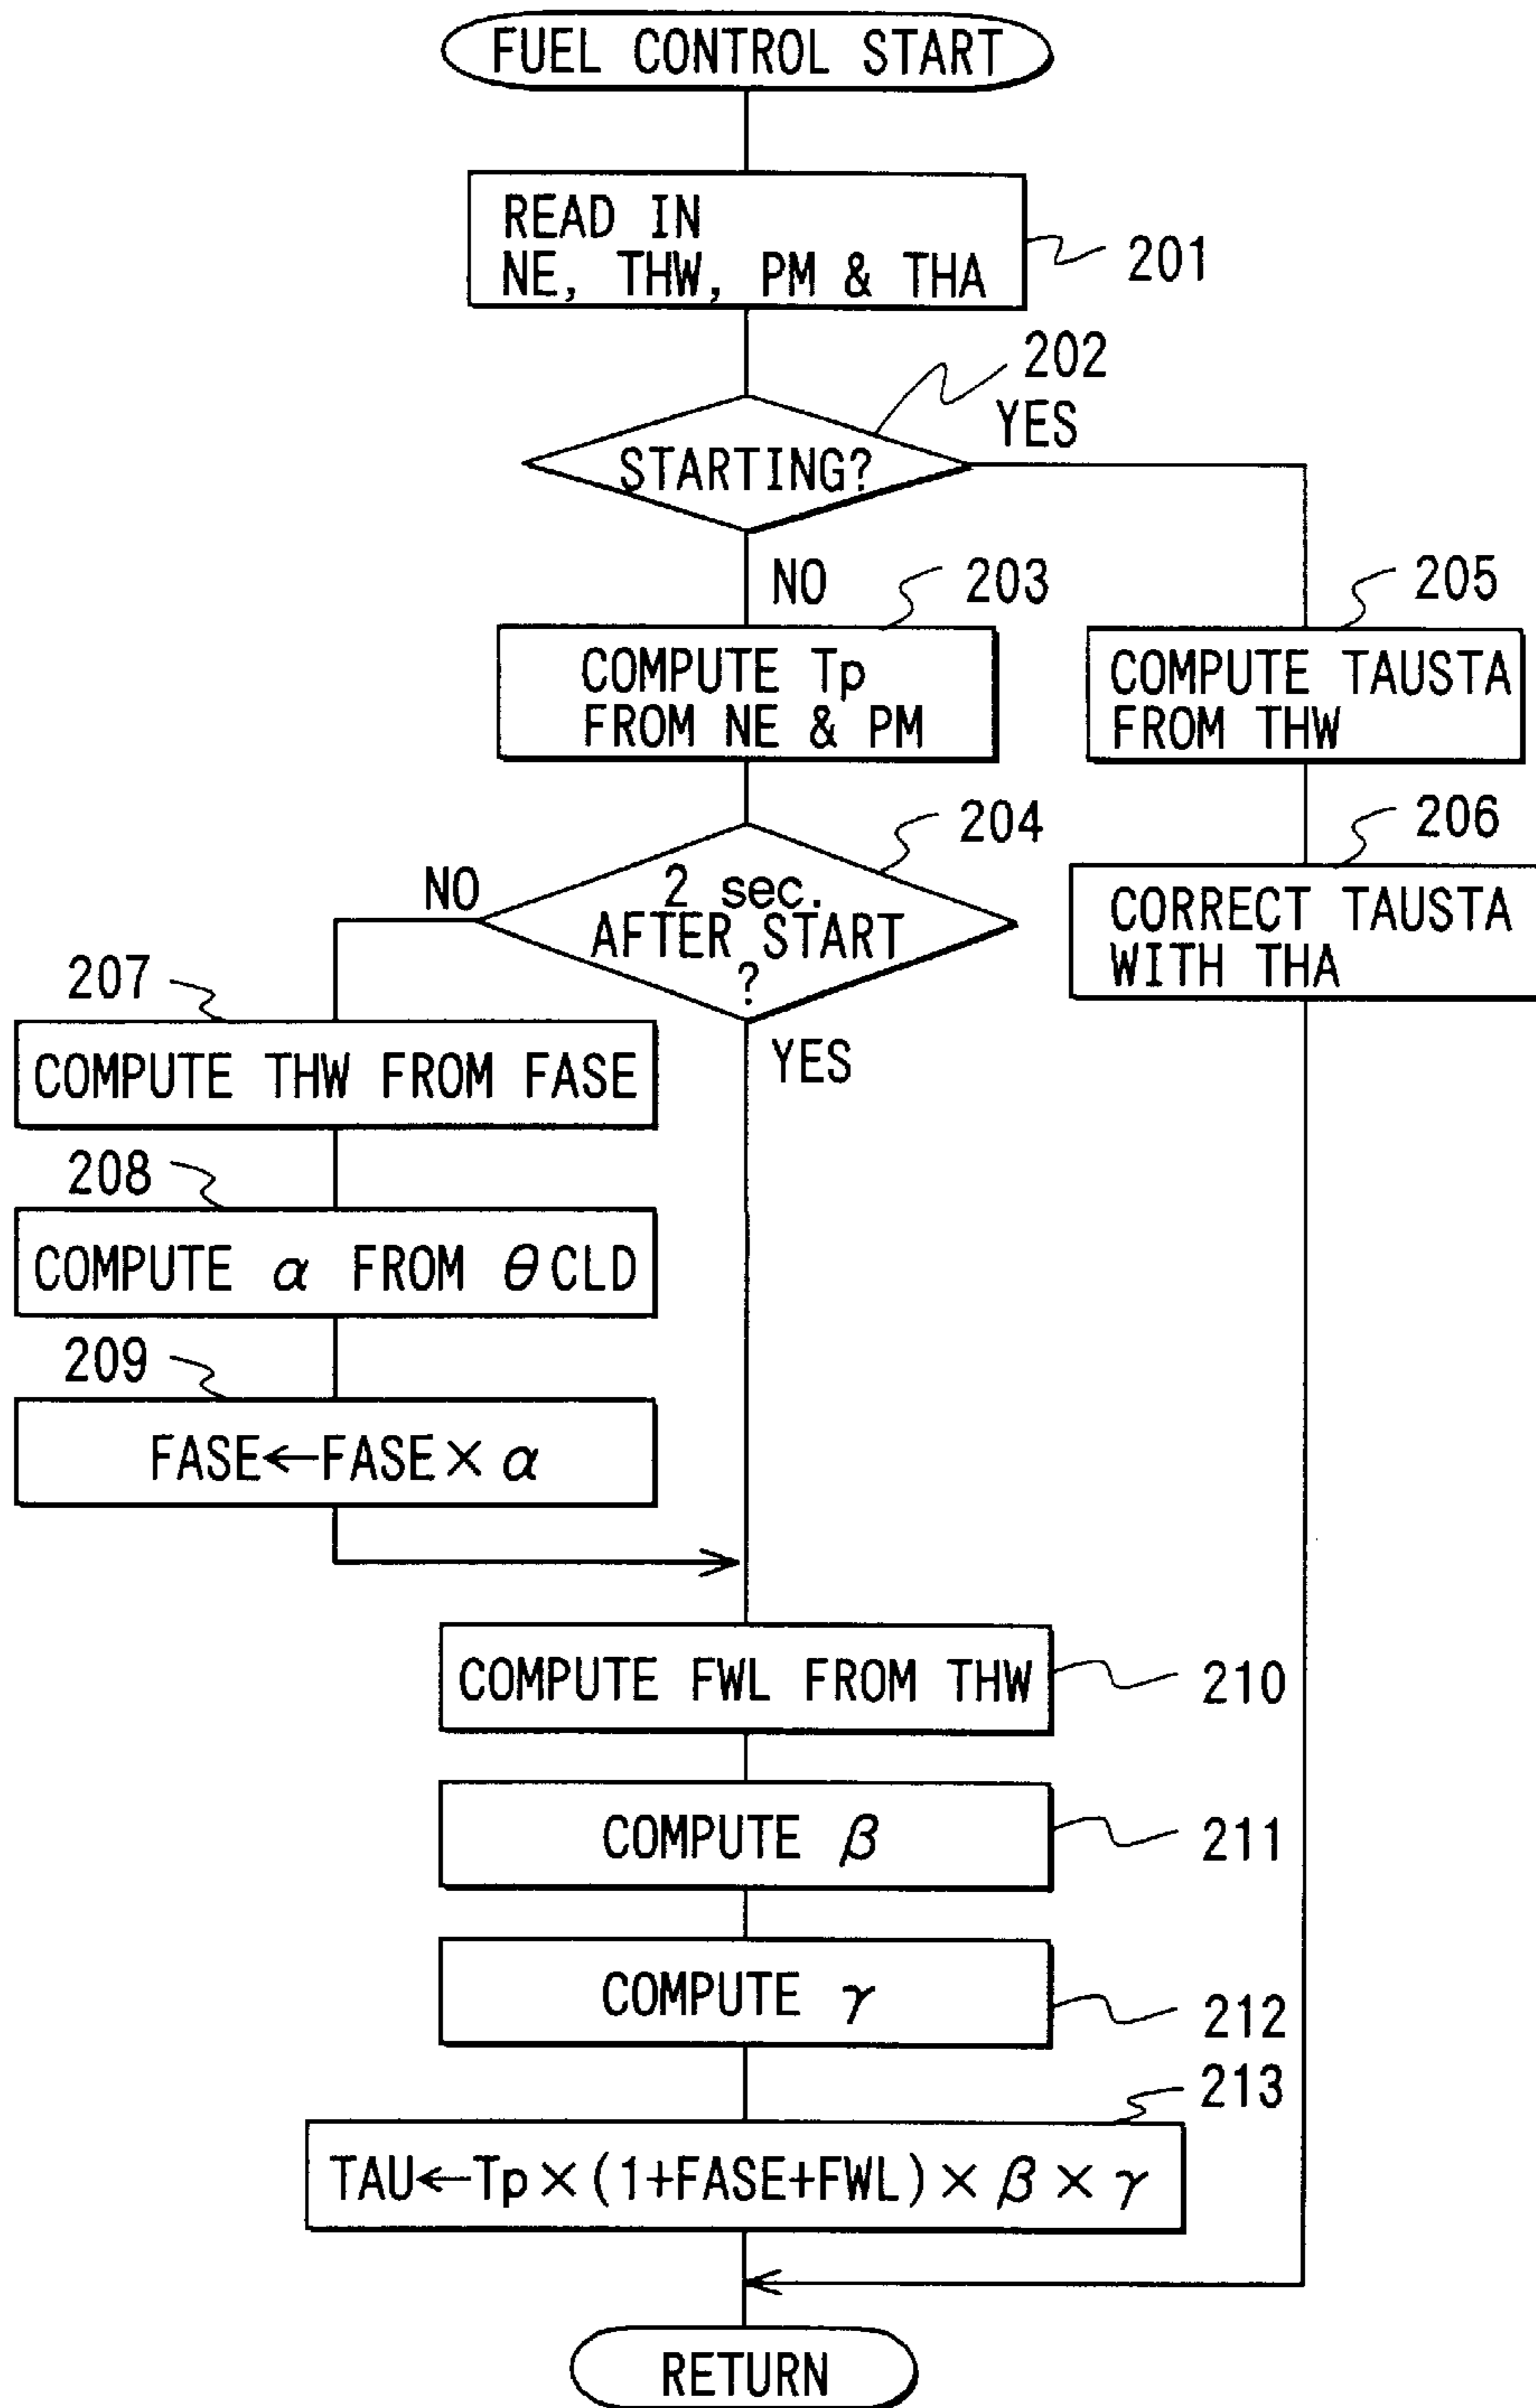 FUEL CONTROL START
READ IN
NE, THW, PM & THA
201
202
STARTING?
YES
NO
203
COMPUTE Tp
FROM NE & PM
205
COMPUTE TAUSTA
FROM THW
204
2 sec.
AFTER START
?
NO
YES
206
CORRECT TAUSTA
WITH THA
207
COMPUTE THW FROM FASE
208
COMPUTE α FROM θCLD
209
FASE←FASE×α
COMPUTE FWL FROM THW
210
COMPUTE β
211
COMPUTE γ
212
213
TAU←Tp×(1+FASE+FWL)×β×γ
RETURN